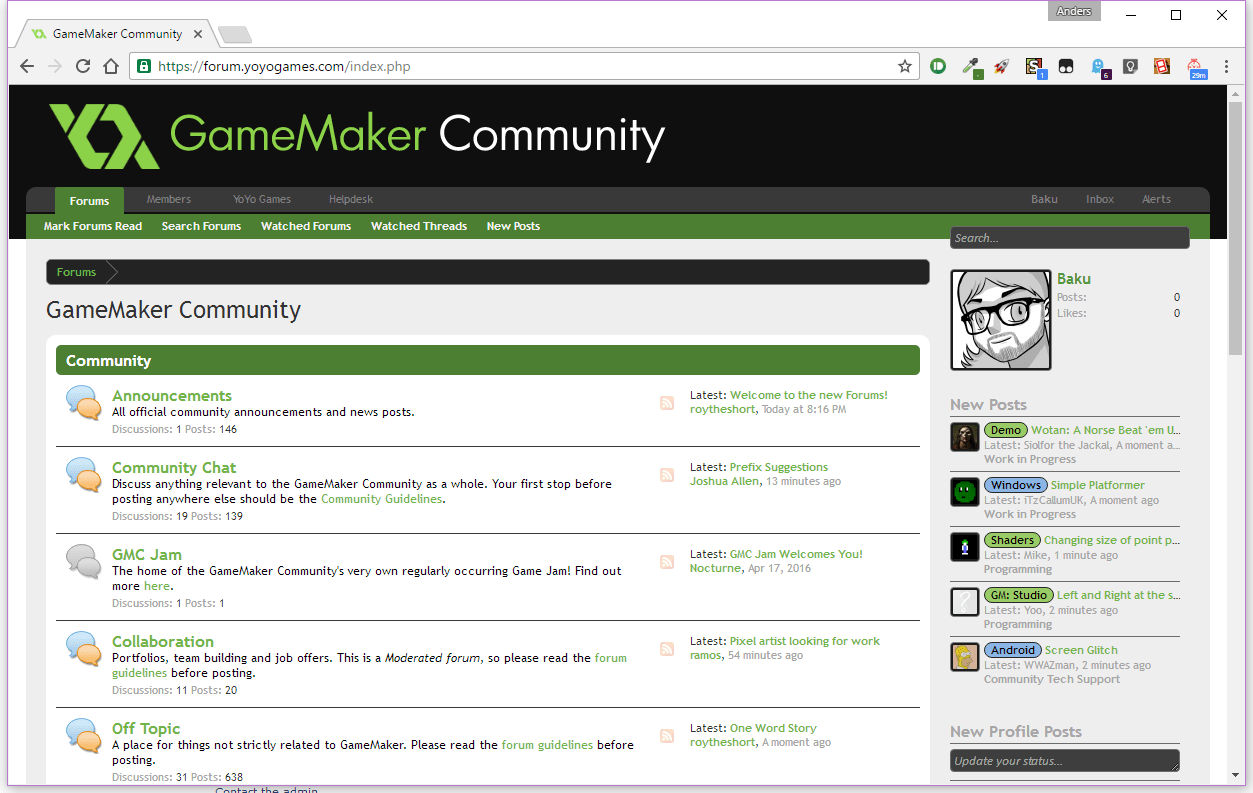 Anders
GameMaker Community
https://forum.yoyogames.com/index.php
1
6
29m
GameMaker Community
Forums Members YoYo Games Helpdesk Baku Inbox Alerts
Mark Forums Read Search Forums Watched Forums Watched Threads New Posts
Search...
Forums
GameMaker Community
Community
Announcements
All official community announcements and news posts.
Discussions: 1 Posts: 146
Latest: Welcome to the new Forums!
roytheshort, Today at 8:16 PM
Community Chat
Discuss anything relevant to the GameMaker Community as a whole. Your first stop before
posting anywhere else should be the Community Guidelines.
Discussions: 19 Posts: 139
Latest: Prefix Suggestions
Joshua Allen, 13 minutes ago
GMC Jam
The home of the GameMaker Community's very own regularly occurring Game Jam! Find out
more here.
Discussions: 1 Posts: 1
Latest: GMC Jam Welcomes You!
Nocturne, Apr 17, 2016
Collaboration
Portfolios, team building and job offers. This is a Moderated forum, so please read the forum
guidelines before posting.
Discussions: 11 Posts: 20
Latest: Pixel artist looking for work
ramos, 54 minutes ago
Off Topic
A place for things not strictly related to GameMaker. Please read the forum guidelines before
posting.
Discussions: 31 Posts: 638
Latest: One Word Story
roytheshort, A moment ago
Baku
Posts: 0
Likes: 0
New Posts
Demo Wotan: A Norse Beat 'em U...
Latest: Siolfor the Jackal, A moment a...
Work in Progress
Windows Simple Platformer
Latest: iTzCallumUK, A moment ago
Work in Progress
Shaders Changing size of point p...
Latest: Mike, 1 minute ago
Programming
GM: Studio Left and Right at the s...
Latest: Yoo, 2 minutes ago
Programming
Android Screen Glitch
Latest: WWAZman, 2 minutes ago
Community Tech Support
New Profile Posts
Update your status...
Contact the admin